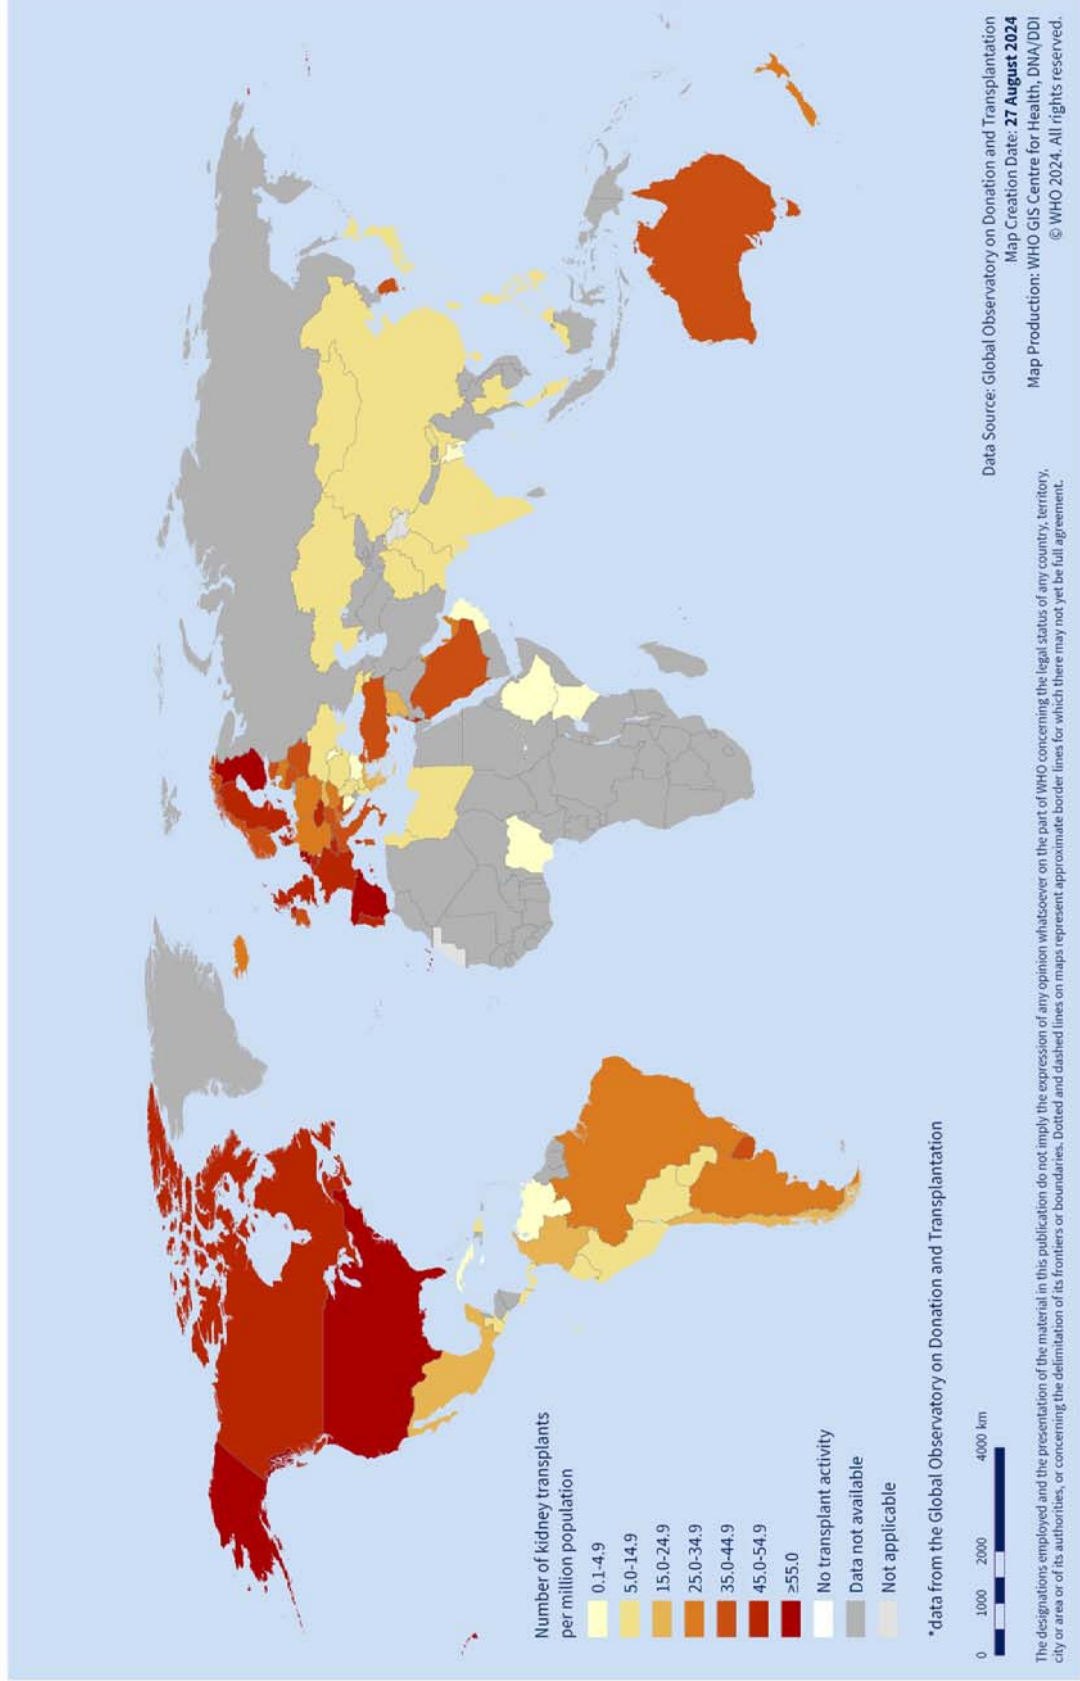 Number of kidney transplants
per million population
0.1-4.9
5.0-14.9
15.0-24.9
25.0-34.9
35.0-44.9
45.0-54.9
≥55.0
No transplant activity
Data not available
Not applicable
*data from the Global Observatory on Donation and Transplantation
0 1000 2000 4000 km
Data Source: Global Observatory on Donation and Transplantation
Map Creation Date: 27 August 2024
Map Production: WHO GIS Centre for Health, DNA/DDI
© WHO 2024. All rights reserved.
The designations employed and the presentation of the material in this publication do not imply the expression of any opinion whatsoever on the part of WHO concerning the legal status of any country, territory,
city or area or of its authorities, or concerning the delimitation of its frontiers or boundaries. Dotted and dashed lines on maps represent approximate border lines for which there may not yet be full agreement.